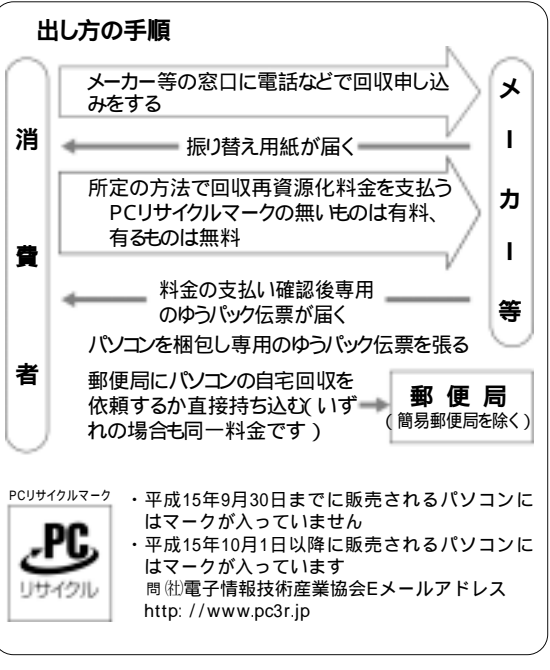 出し方の手順
消費者
メーカー等
メーカー等の窓口に電話などで回収申し込
みをする
振り替え用紙が届く
所定の方法で回収再資源化料金を支払う
PCリサイクルマークの無いものは有料、
有るものは無料
料金の支払い確認後専用
のゆうパック伝票が届く
パソコンを梱包し専用のゆうパック伝票を張る
郵便局にパソコンの自宅回収を
依頼するか直接持ち込む(いず
れの場合も同一料金です)
郵便局
(簡易郵便局を除く)
PCリサイクルマーク
PC
リサイクル
・平成15年9月30日までに販売されるパソコンに
はマークが入っていません
・平成15年10月1日以降に販売されるパソコンに
はマークが入っています
問㈳電子情報技術産業協会Eメールアドレス
http: //www.pc3r.jp